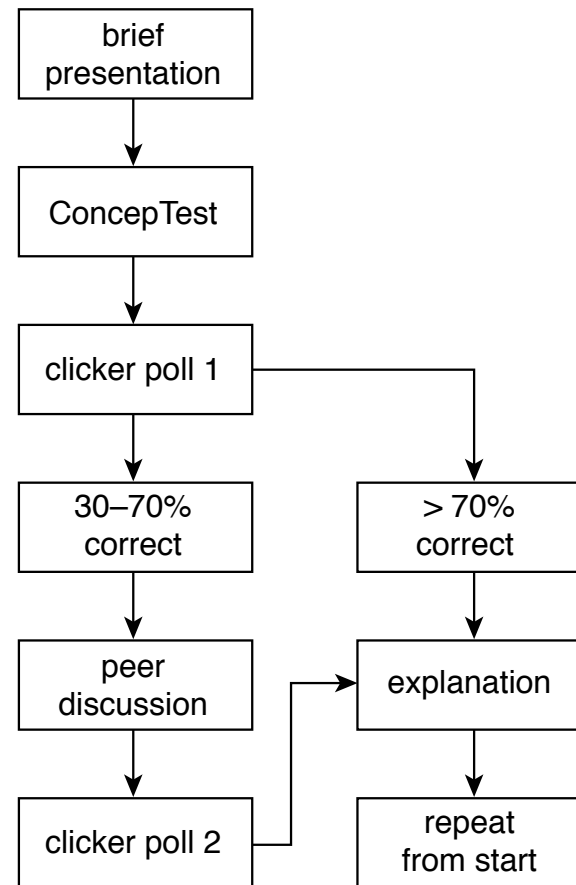 brief
presentation
ConcepTest
clicker poll 1
30–70%
correct
> 70%
correct
peer
discussion
explanation
clicker poll 2
repeat
from start